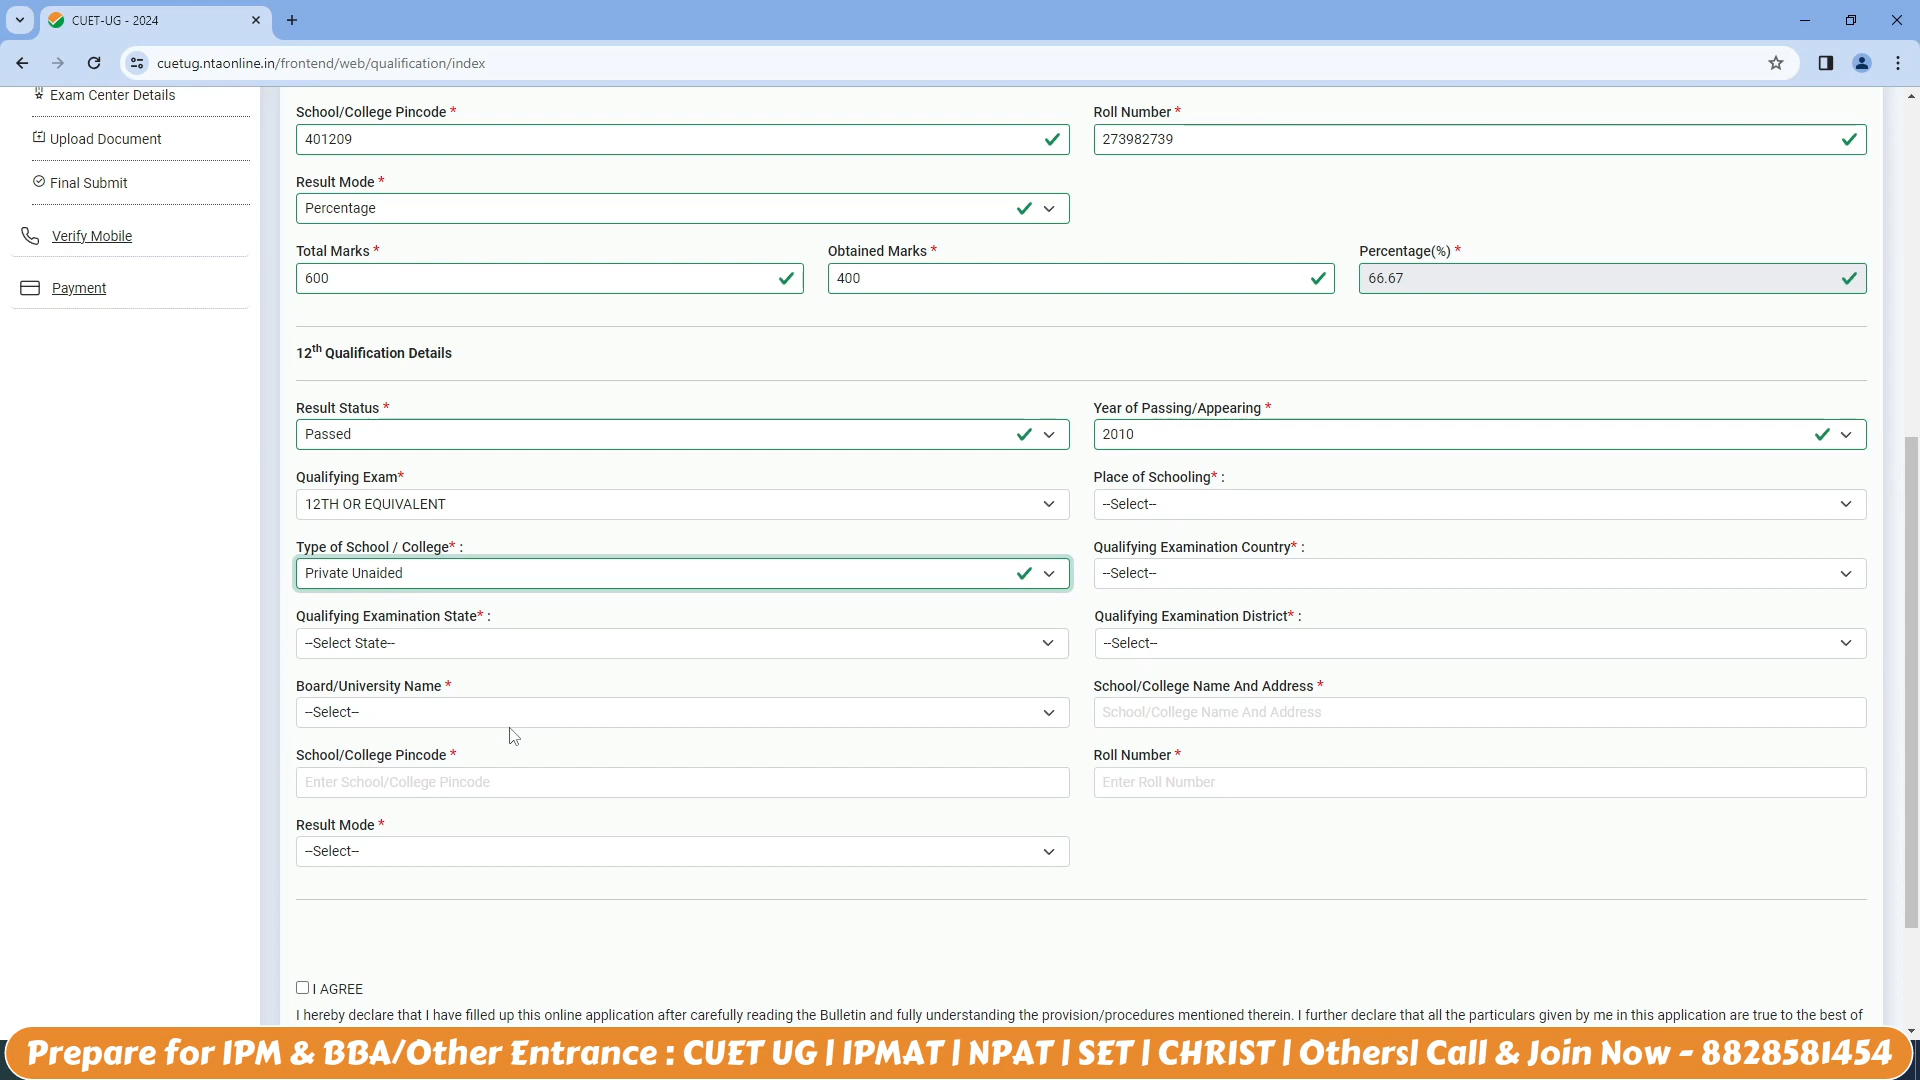 CUET-UG - 2024
cuetug.ntaonline.in/frontend/web/qualification/index
Exam Center Details
Upload Document
Final Submit
Verify Mobile
Payment
School/College Pincode *
Roll Number *
401209
273982739
Result Mode *
Percentage
Total Marks *
Obtained Marks *
Percentage(%) *
600
400
66.67
12th Qualification Details
Result Status *
Year of Passing/Appearing *
Passed
2010
Qualifying Exam*
Place of Schooling* :
12TH OR EQUIVALENT
--Select--
Type of School / College* :
Qualifying Examination Country* :
Private Unaided
--Select--
Qualifying Examination State* :
Qualifying Examination District* :
--Select State--
--Select--
Board/University Name *
School/College Name And Address *
--Select--
School/College Name And Address
School/College Pincode *
Roll Number *
Enter School/College Pincode
Enter Roll Number
Result Mode *
--Select--
I AGREE
I hereby declare that I have filled up this online application after carefully reading the Bulletin and fully understanding the provision/procedures mentioned therein. I further declare that all the particulars given by me in this application are true to the best of
Prepare for IPM & BBA/Other Entrance : CUET UG | IPMAT | NPAT | SET | CHRIST | Others| Call & Join Now - 8828581454